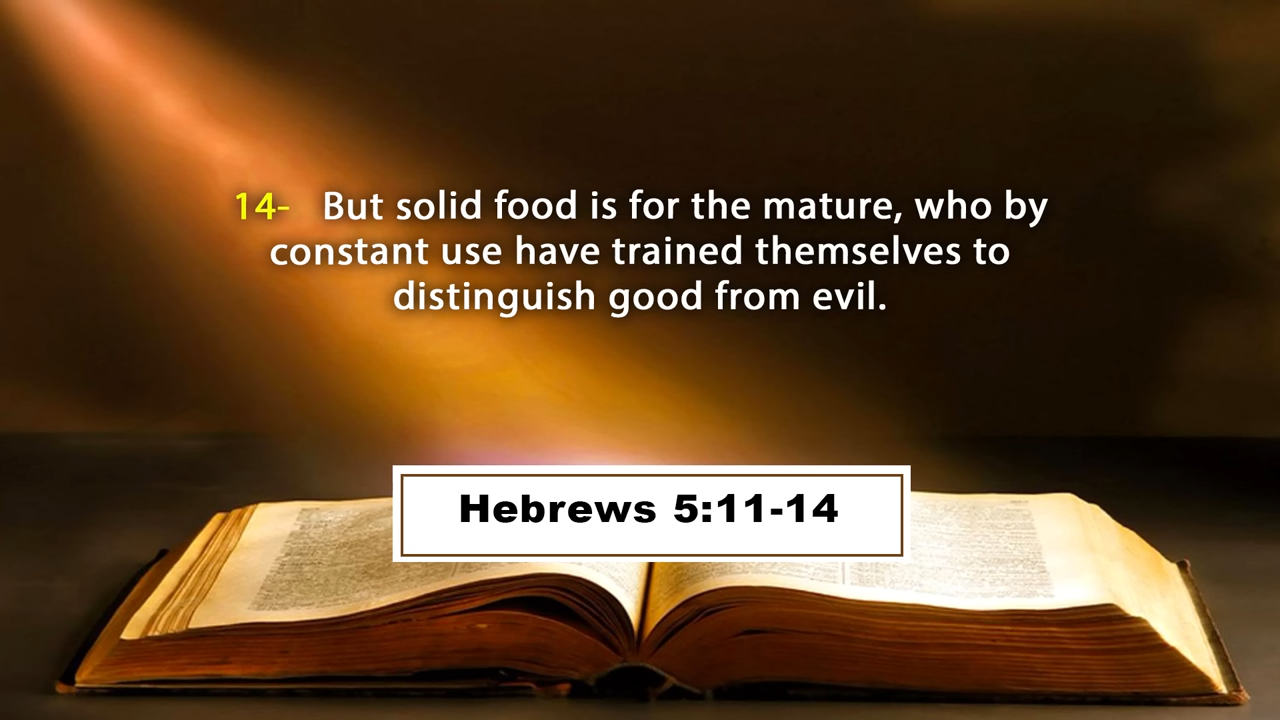 14- But solid food is for the mature, who by
constant use have trained themselves to
distinguish good from evil.
Hebrews 5:11-14